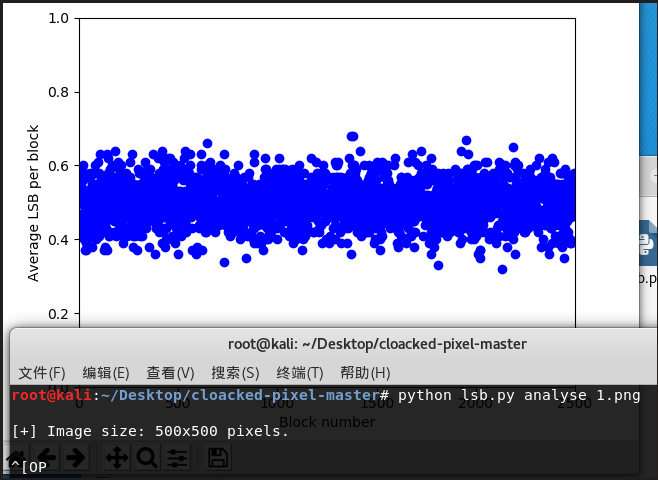 1.0
0.8
0.6
0.4
0.2
Average LSB per block
b.p
root@kali: ~/Desktop/cloacked-pixel-master
文件(F) 编辑(E) 查看(V) 搜索(S) 终端(T) 帮助(H)
root@kali:~/Desktop/cloacked-pixel-master# python lsb.py analyse 1.png
0 500 1000 1500 2000 2500
Block number
[+] Image size: 500x500 pixels.
^[OP